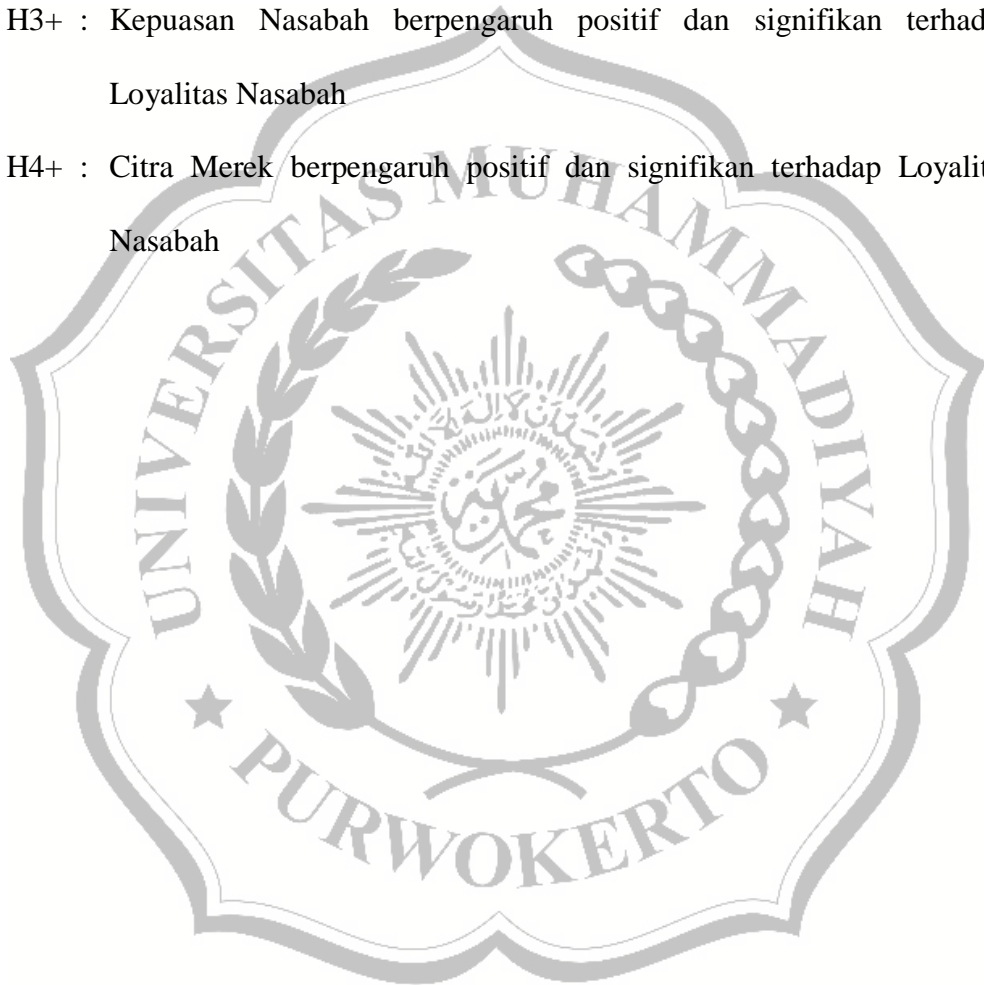 H3+ : Kepuasan Nasabah berpengaruh positif dan signifikan terhad
Loyalitas Nasabah
H4+ : Citra Merek berpengaruh positif dan signifikan terhadap Loyalit
Nasabah
UNIVERSITAS MUHAMMADIYAH
PURWOKERTO